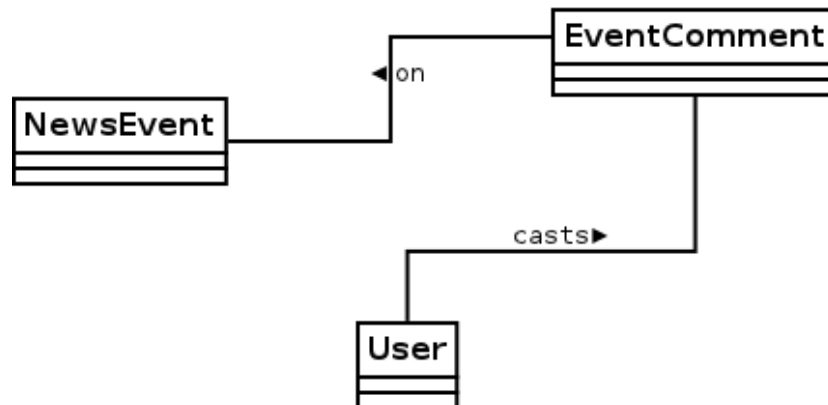 EventComment
◄on
NewsEvent
casts►
User